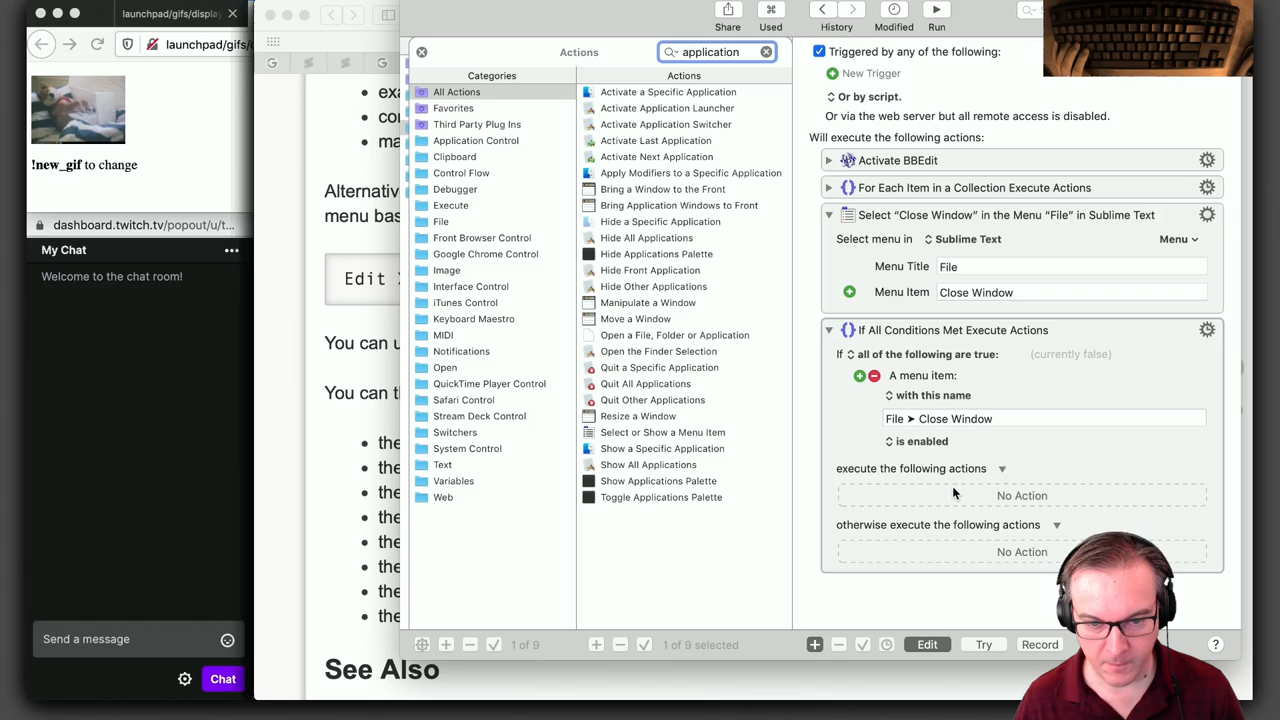 launchpad/gifs/display
launchpad/gifs/
!new_gif to change
dashboard.twitch.tv/popout/u/t...
My Chat
•••
Welcome to the chat room!
Send a message
Chat
G
G
• exa
• co
• ma
Alternativ
menu bas
Edit
You can u
You can t
• the
• the
• the
• the
• the
• the
• the
• the
See Also
Share
Used
History
Modified
Run
Actions
application
Categories
All Actions
Favorites
Third Party Plug Ins
Application Control
Clipboard
Control Flow
Debugger
Execute
File
Front Browser Control
Google Chrome Control
Image
Interface Control
iTunes Control
Keyboard Maestro
MIDI
Notifications
Open
QuickTime Player Control
Safari Control
Stream Deck Control
Switchers
System Control
Text
Variables
Web
Actions
Activate a Specific Application
Activate Application Launcher
Activate Application Switcher
Activate Last Application
Activate Next Application
Apply Modifiers to a Specific Application
Bring a Window to the Front
Bring Application Windows to Front
Hide a Specific Application
Hide All Applications
Hide Applications Palette
Hide Front Application
Hide Other Applications
Manipulate a Window
Move a Window
Open a File, Folder or Application
Open the Finder Selection
Quit a Specific Application
Quit All Applications
Quit Other Applications
Resize a Window
Select or Show a Menu Item
Show a Specific Application
Show All Applications
Show Applications Palette
Toggle Applications Palette
1 of 9
1 of 9 selected
Triggered by any of the following:
New Trigger
Or by script.
Or via the web server but all remote access is disabled.
Will execute the following actions:
Activate BBEdit
For Each Item in a Collection Execute Actions
Select “Close Window” in the Menu “File” in Sublime Text
Select menu in Sublime Text Menu
Menu Title File
Menu Item Close Window
If All Conditions Met Execute Actions
If all of the following are true: (currently false)
A menu item:
with this name
File ➤ Close Window
is enabled
execute the following actions
No Action
otherwise execute the following actions
No Action
Edit Try Record ?